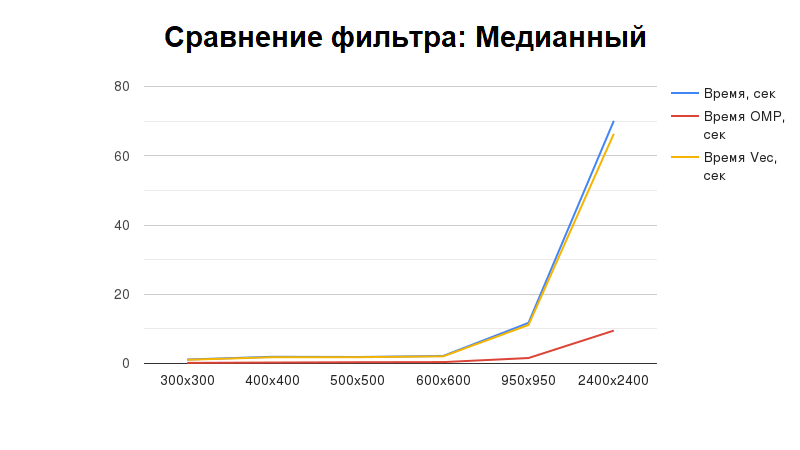 Сравнение фильтра: Медианный
80
60
40
20
0
300x300 400x400 500x500 600x600 950x950 2400x2400
Время, сек
Время OMP,
сек
Время Vec,
сек